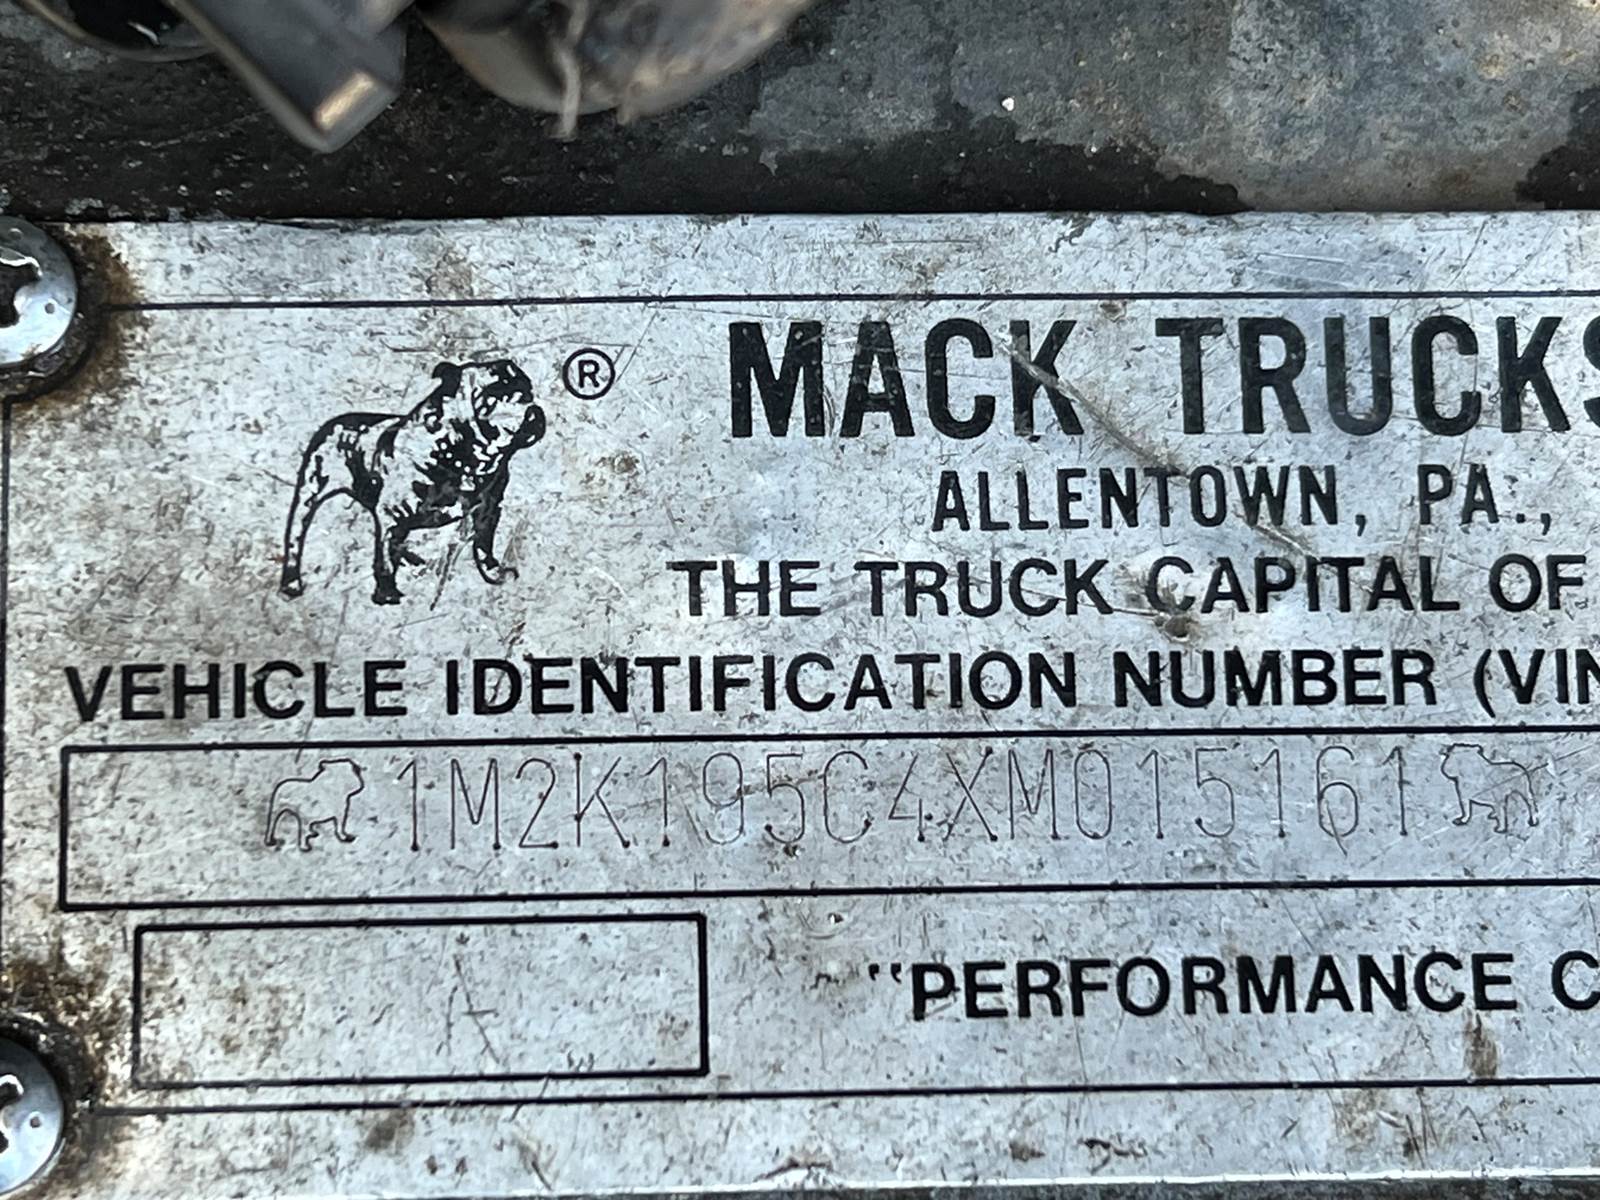 ®
MACK TRUCKS
ALLENTOWN, PA.,
THE TRUCK CAPITAL OF
VEHICLE IDENTIFICATION NUMBER (VIN
1M2K195C4XM015161
"PERFORMANCE C